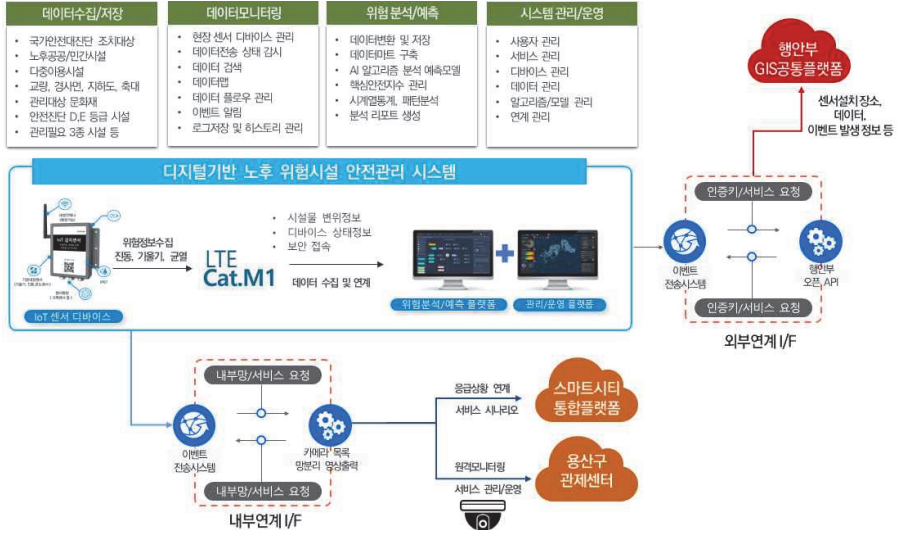 데이터수집/저장
• 국가안전대진단 조치대상
• 노후공공/민간시설
• 다중이용시설
• 교량, 경사면, 지하도, 축대
• 관리대상 문화재
• 안전진단 D,E 등급 시설
• 관리필요 3종 시설 등
데이터모니터링
• 현장 센서 디바이스 관리
• 데이터전송 상태 감시
• 데이터 검색
• 데이터맵
• 데이터 플로우 관리
• 이벤트 알림
• 로그저장 및 히스토리 관리
위험 분석/예측
• 데이터변환 및 저장
• 데이터마트 구축
• AI 알고리즘 분석 예측모델
• 핵심안전지수 관리
• 시계열통계, 패턴분석
• 분석 리포트 생성
시스템 관리/운영
• 사용자 관리
• 서비스 관리
• 디바이스 관리
• 데이터 관리
• 알고리즘/모델 관리
• 연계 관리
행안부
GIS공통플랫폼
센서설치 장소,
데이터,
이벤트 발생 정보 등
디지털기반 노후 위험시설 안전관리 시스템
IoT 감지센서
IoT 센서 디바이스
위험정보수집
진동, 기울기, 균열
LTE
Cat.M1
• 시설물 변위정보
• 디바이스 상태정보
• 보안 접속
데이터 수집 및 연계
위험분석/예측 플랫폼
관리/운영 플랫폼
인증키/서비스 요청
이벤트
전송시스템
행안부
오픈 API
인증키/서비스 요청
외부연계 I/F
내부망/서비스 요청
이벤트
전송시스템
카메라 목록
망분리 영상출력
내부망/서비스 요청
내부연계 I/F
응급상황 연계
서비스 시나리오
스마트시티
통합플랫폼
원격모니터링
서비스 관리/운영
용산구
관제센터